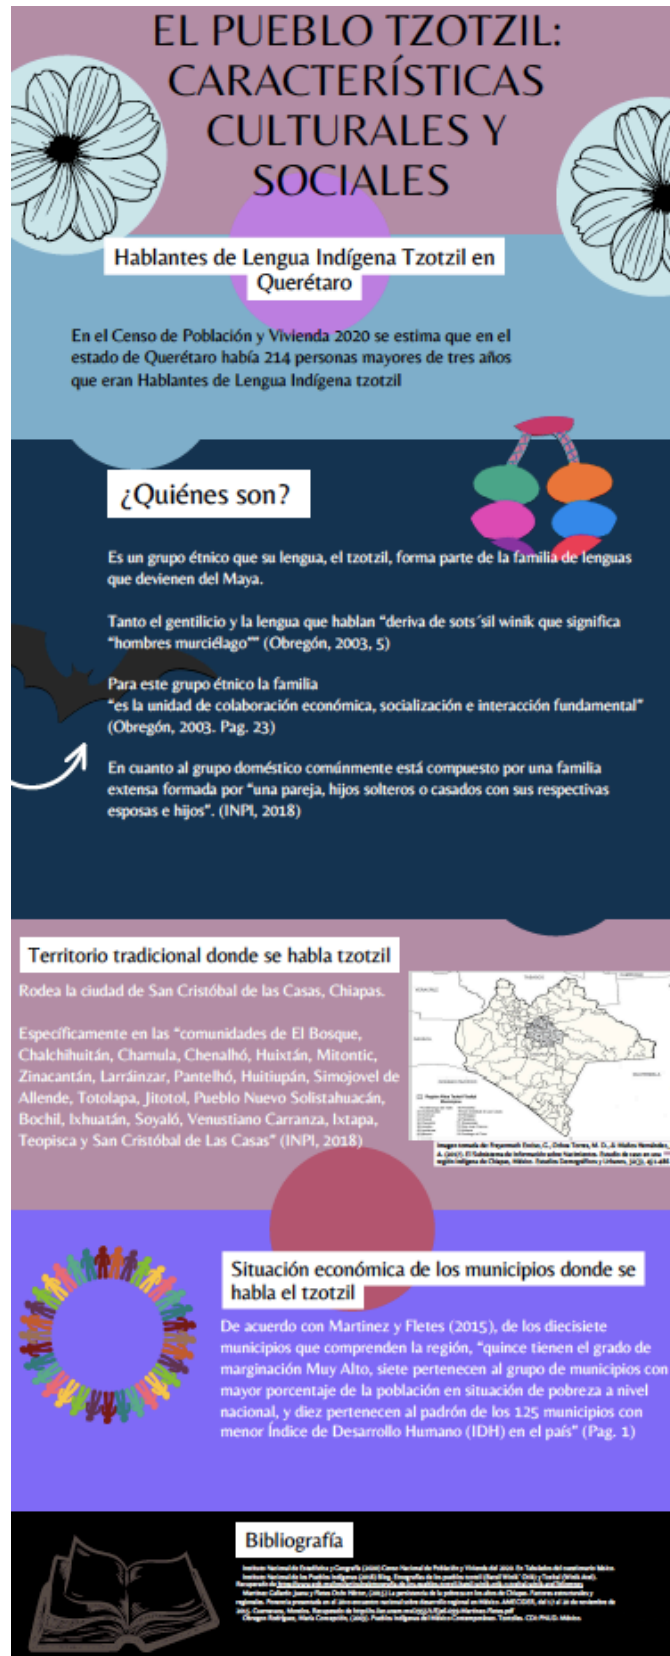 EL PUEBLO TZOTZIL:
CARACTERÍSTICAS
CULTURALES Y
SOCIALES
Hablantes de Lengua Indígena Tzotzil en
Querétaro
En el Censo de Población y Vivienda 2020 se estima que en el
estado de Querétaro había 214 personas mayores de tres años
que eran Hablantes de Lengua Indígena tzotzil
¿Quiénes son?
Es un grupo étnico que su lengua, el tzotzil, forma parte de la familia de lenguas
que devienen del Maya.
Tanto el gentilicio y la lengua que hablan "deriva de sots´sil winik que significa
"hombres murciélago"" (Obregón, 2003, 5)
Para este grupo étnico la familia
"es la unidad de colaboración económica, socialización e interacción fundamental"
(Obregón, 2003. Pag. 23)
En cuanto al grupo doméstico comúnmente está compuesto por una familia
extensa formada por "una pareja, hijos solteros o casados con sus respectivas
esposas e hijos". (INPI, 2018)
Territorio tradicional donde se habla tzotzil
Rodea la ciudad de San Cristóbal de las Casas, Chiapas.
Específicamente en las "comunidades de El Bosque,
Chalchihuitán, Chamula, Chenalhó, Huixtán, Mitontic,
Zinacantán, Larráinzar, Pantelhó, Huitiupán, Simojovel de
Allende, Totolapa, Jitotol, Pueblo Nuevo Solistahuacán,
Bochil, Ixhuatán, Soyaló, Venustiano Carranza, Ixtapa,
Teopisca y San Cristóbal de Las Casas" (INPI, 2018)
Situación económica de los municipios donde se
habla el tzotzil
De acuerdo con Martinez y Fletes (2015), de los diecisiete
municipios que comprenden la región, "quince tienen el grado de
marginación Muy Alto, siete pertenecen al grupo de municipios con
mayor porcentaje de la población en situación de pobreza a nivel
nacional, y diez pertenecen al padrón de los 125 municipios con
menor Índice de Desarrollo Humano (IDH) en el país" (Pag. 1)
Bibliografía